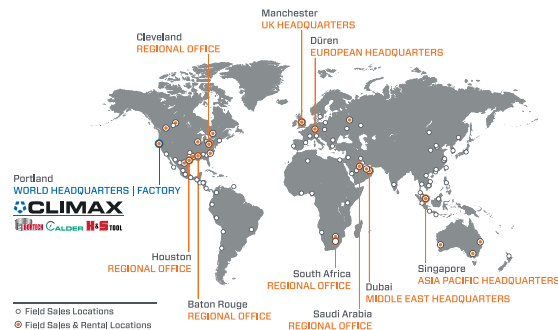 Manchester
UK HEADQUARTERS
Cleveland
REGIONAL OFFICE
Düren
EUROPEAN HEADQUARTERS
Portland
WORLD HEADQUARTERS | FACTORY
CLIMAX
BORTECH
CALDER
H&S TOOL
Houston
REGIONAL OFFICE
Baton Rouge
REGIONAL OFFICE
South Africa
REGIONAL OFFICE
Saudi Arabia
REGIONAL OFFICE
Dubai
MIDDLE EAST HEADQUARTERS
Singapore
ASIA PACIFIC HEADQUARTERS
Field Sales Locations
Field Sales & Rental Locations